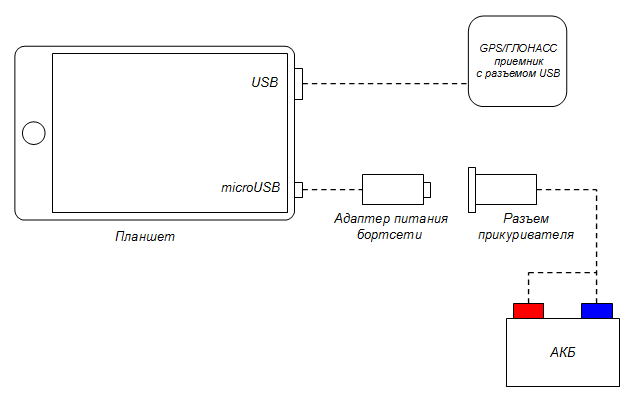 GPS/ГЛОНАСС
приемник
с разъемом USB
USB
microUSB
Планшет
Адаптер питания
бортсети
Разъем
прикуривателя
АКБ